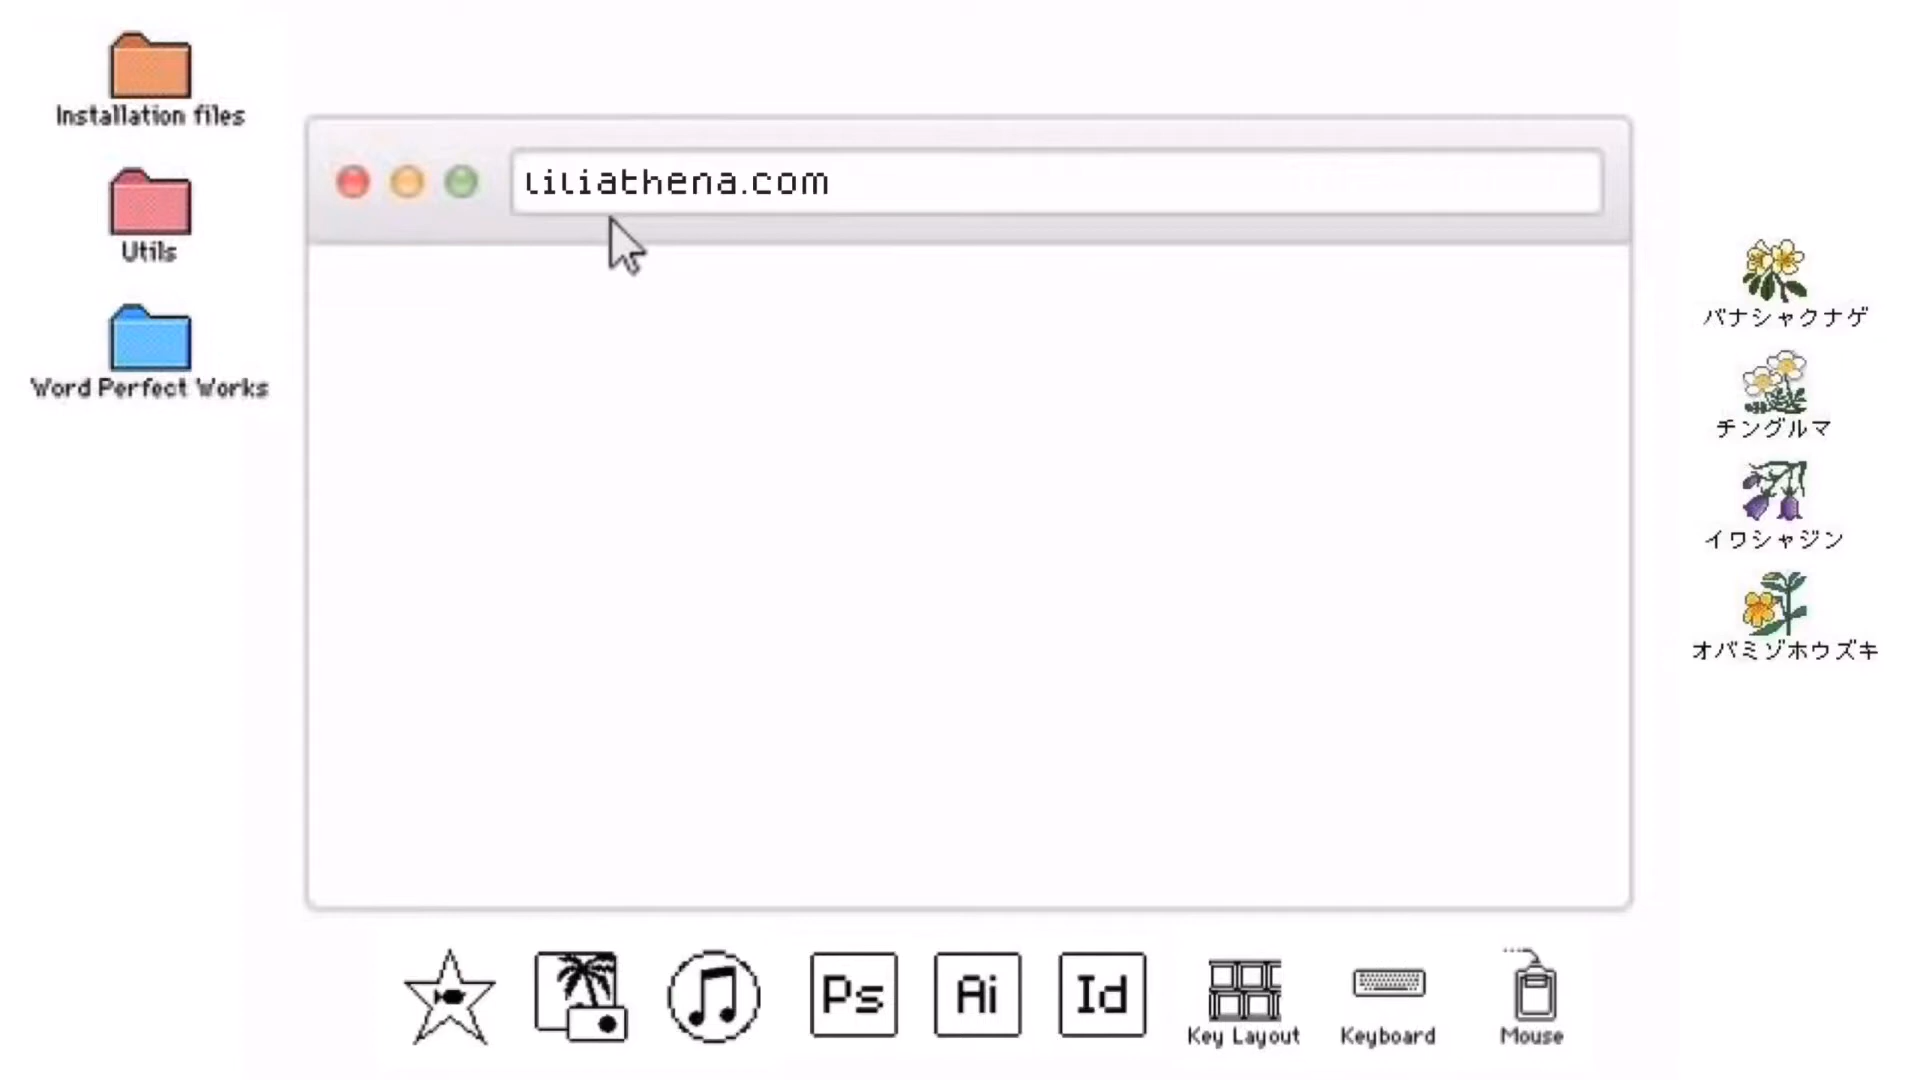 Installation files
Utils
Word Perfect Works
liliathena.com
バナシャクナゲ
チングルマ
イワシャジン
オバミゾホウズキ
Ps
Ai
Id
Key Layout
Keyboard
Mouse